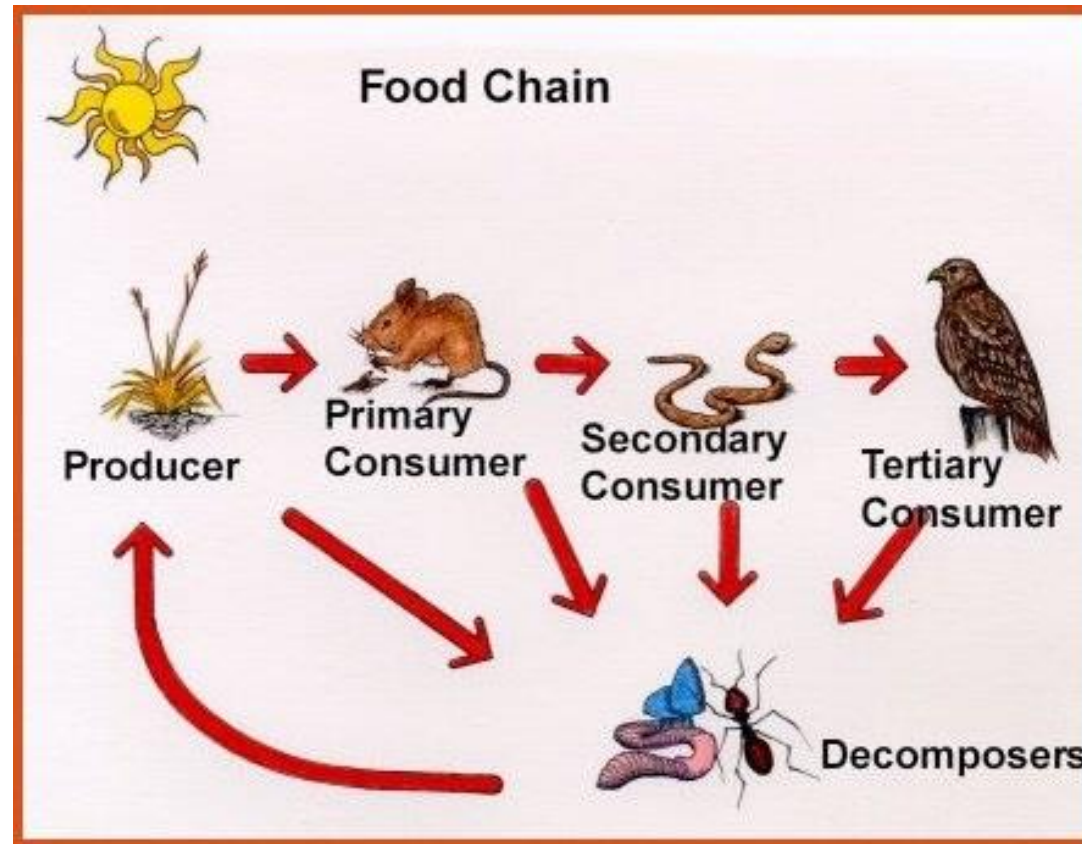 Food Chain
Producer
Primary
Consumer
Secondary
Consumer
Tertiary
Consumer
Decomposers